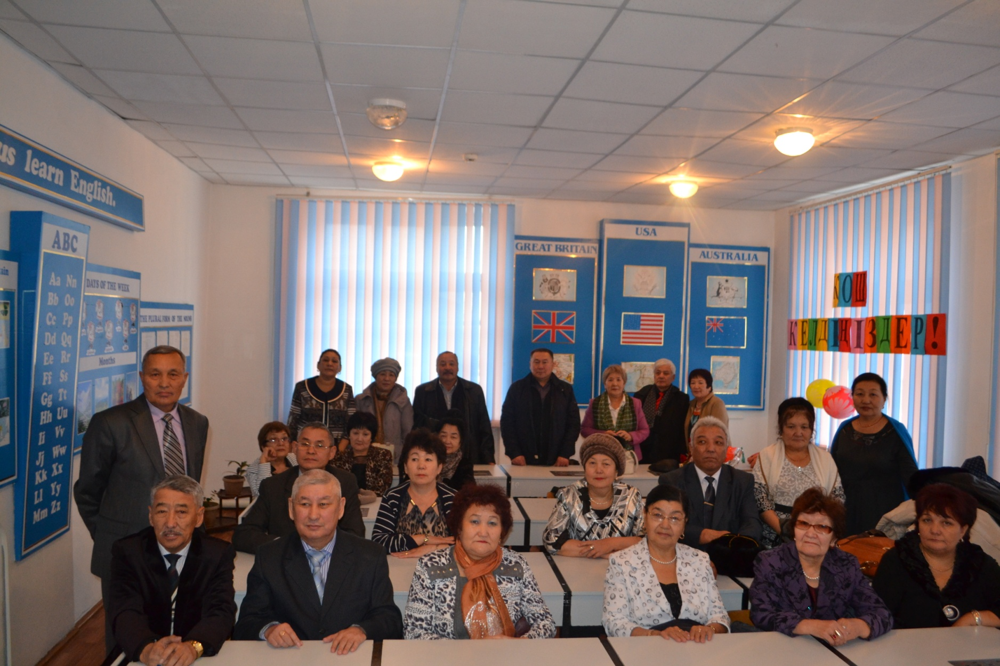 us learn English.
ABC
Aa Nn
Bb Oo
Cc Pp
Dd Qq
Ee Rr
Ff Ss
Gg Tt
Hh Uu
Ii Vv
Jj Ww
Kk Xx
Ll Yy
Mm Zz
DAYS OF THE WEEK
Months
THE PLURAL FORM OF THE NOUNS
GREAT BRITAIN
USA
AUSTRALIA
ҚОШ
КЕЛДІҢІЗДЕР!